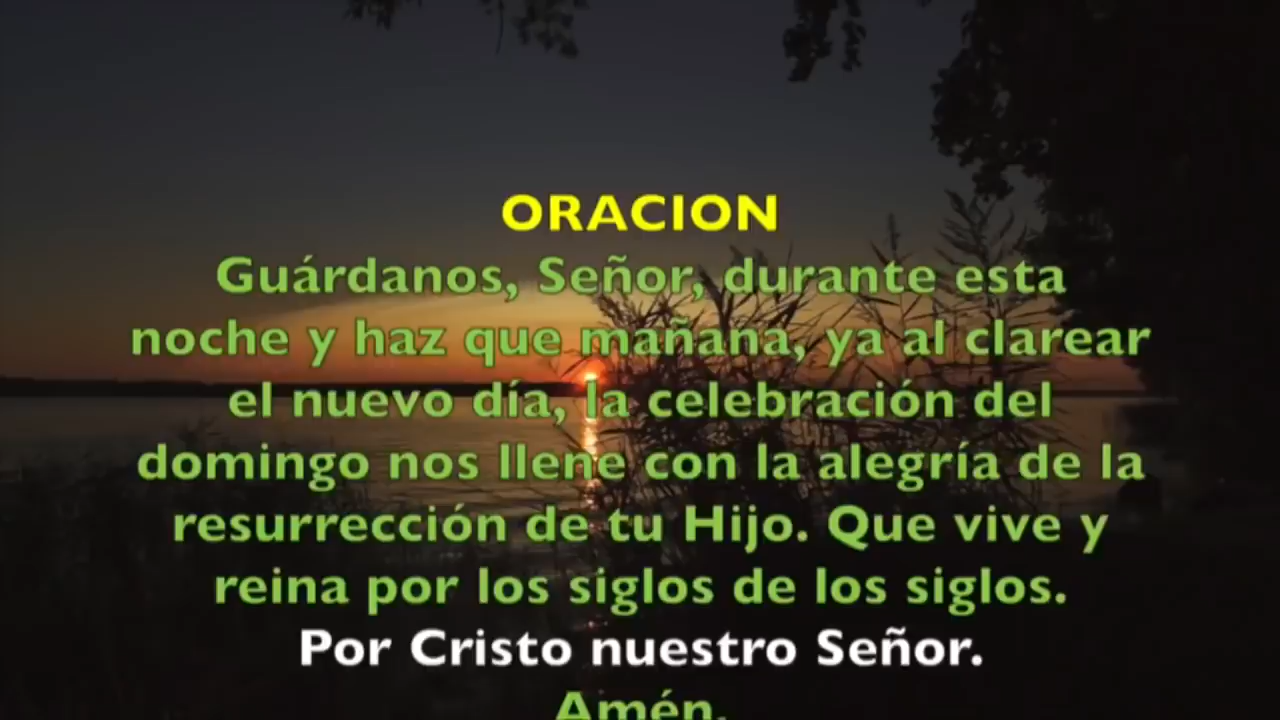 ORACION
Guárdanos, Señor, durante esta
noche y haz que mañana, ya al clarear
el nuevo día, la celebración del
domingo nos llene con la alegría de la
resurrección de tu Hijo. Que vive y
reina por los siglos de los siglos.
Por Cristo nuestro Señor.
Amén.